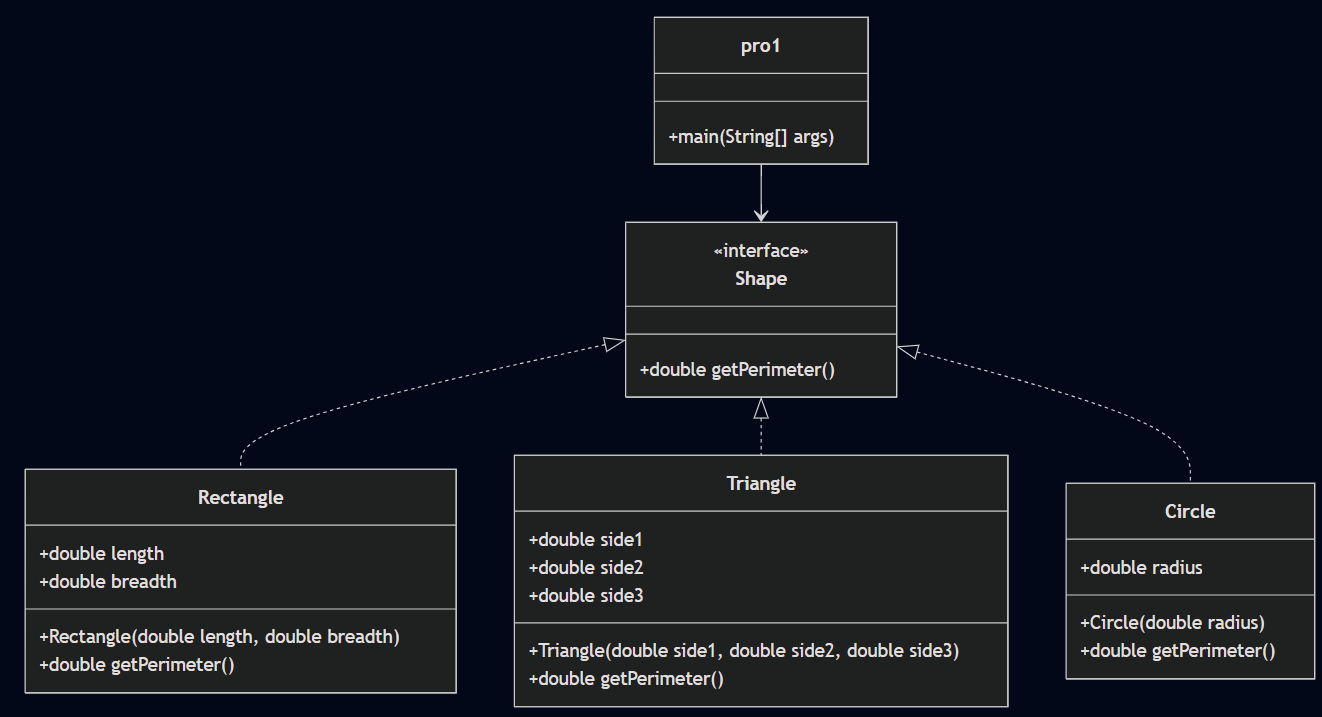 pro1
+main(String[] args)
«interface»
Shape
+double getPerimeter()
Rectangle
+double length
+double breadth
+Rectangle(double length, double breadth)
+double getPerimeter()
Triangle
+double side1
+double side2
+double side3
+Triangle(double side1, double side2, double side3)
+double getPerimeter()
Circle
+double radius
+Circle(double radius)
+double getPerimeter()